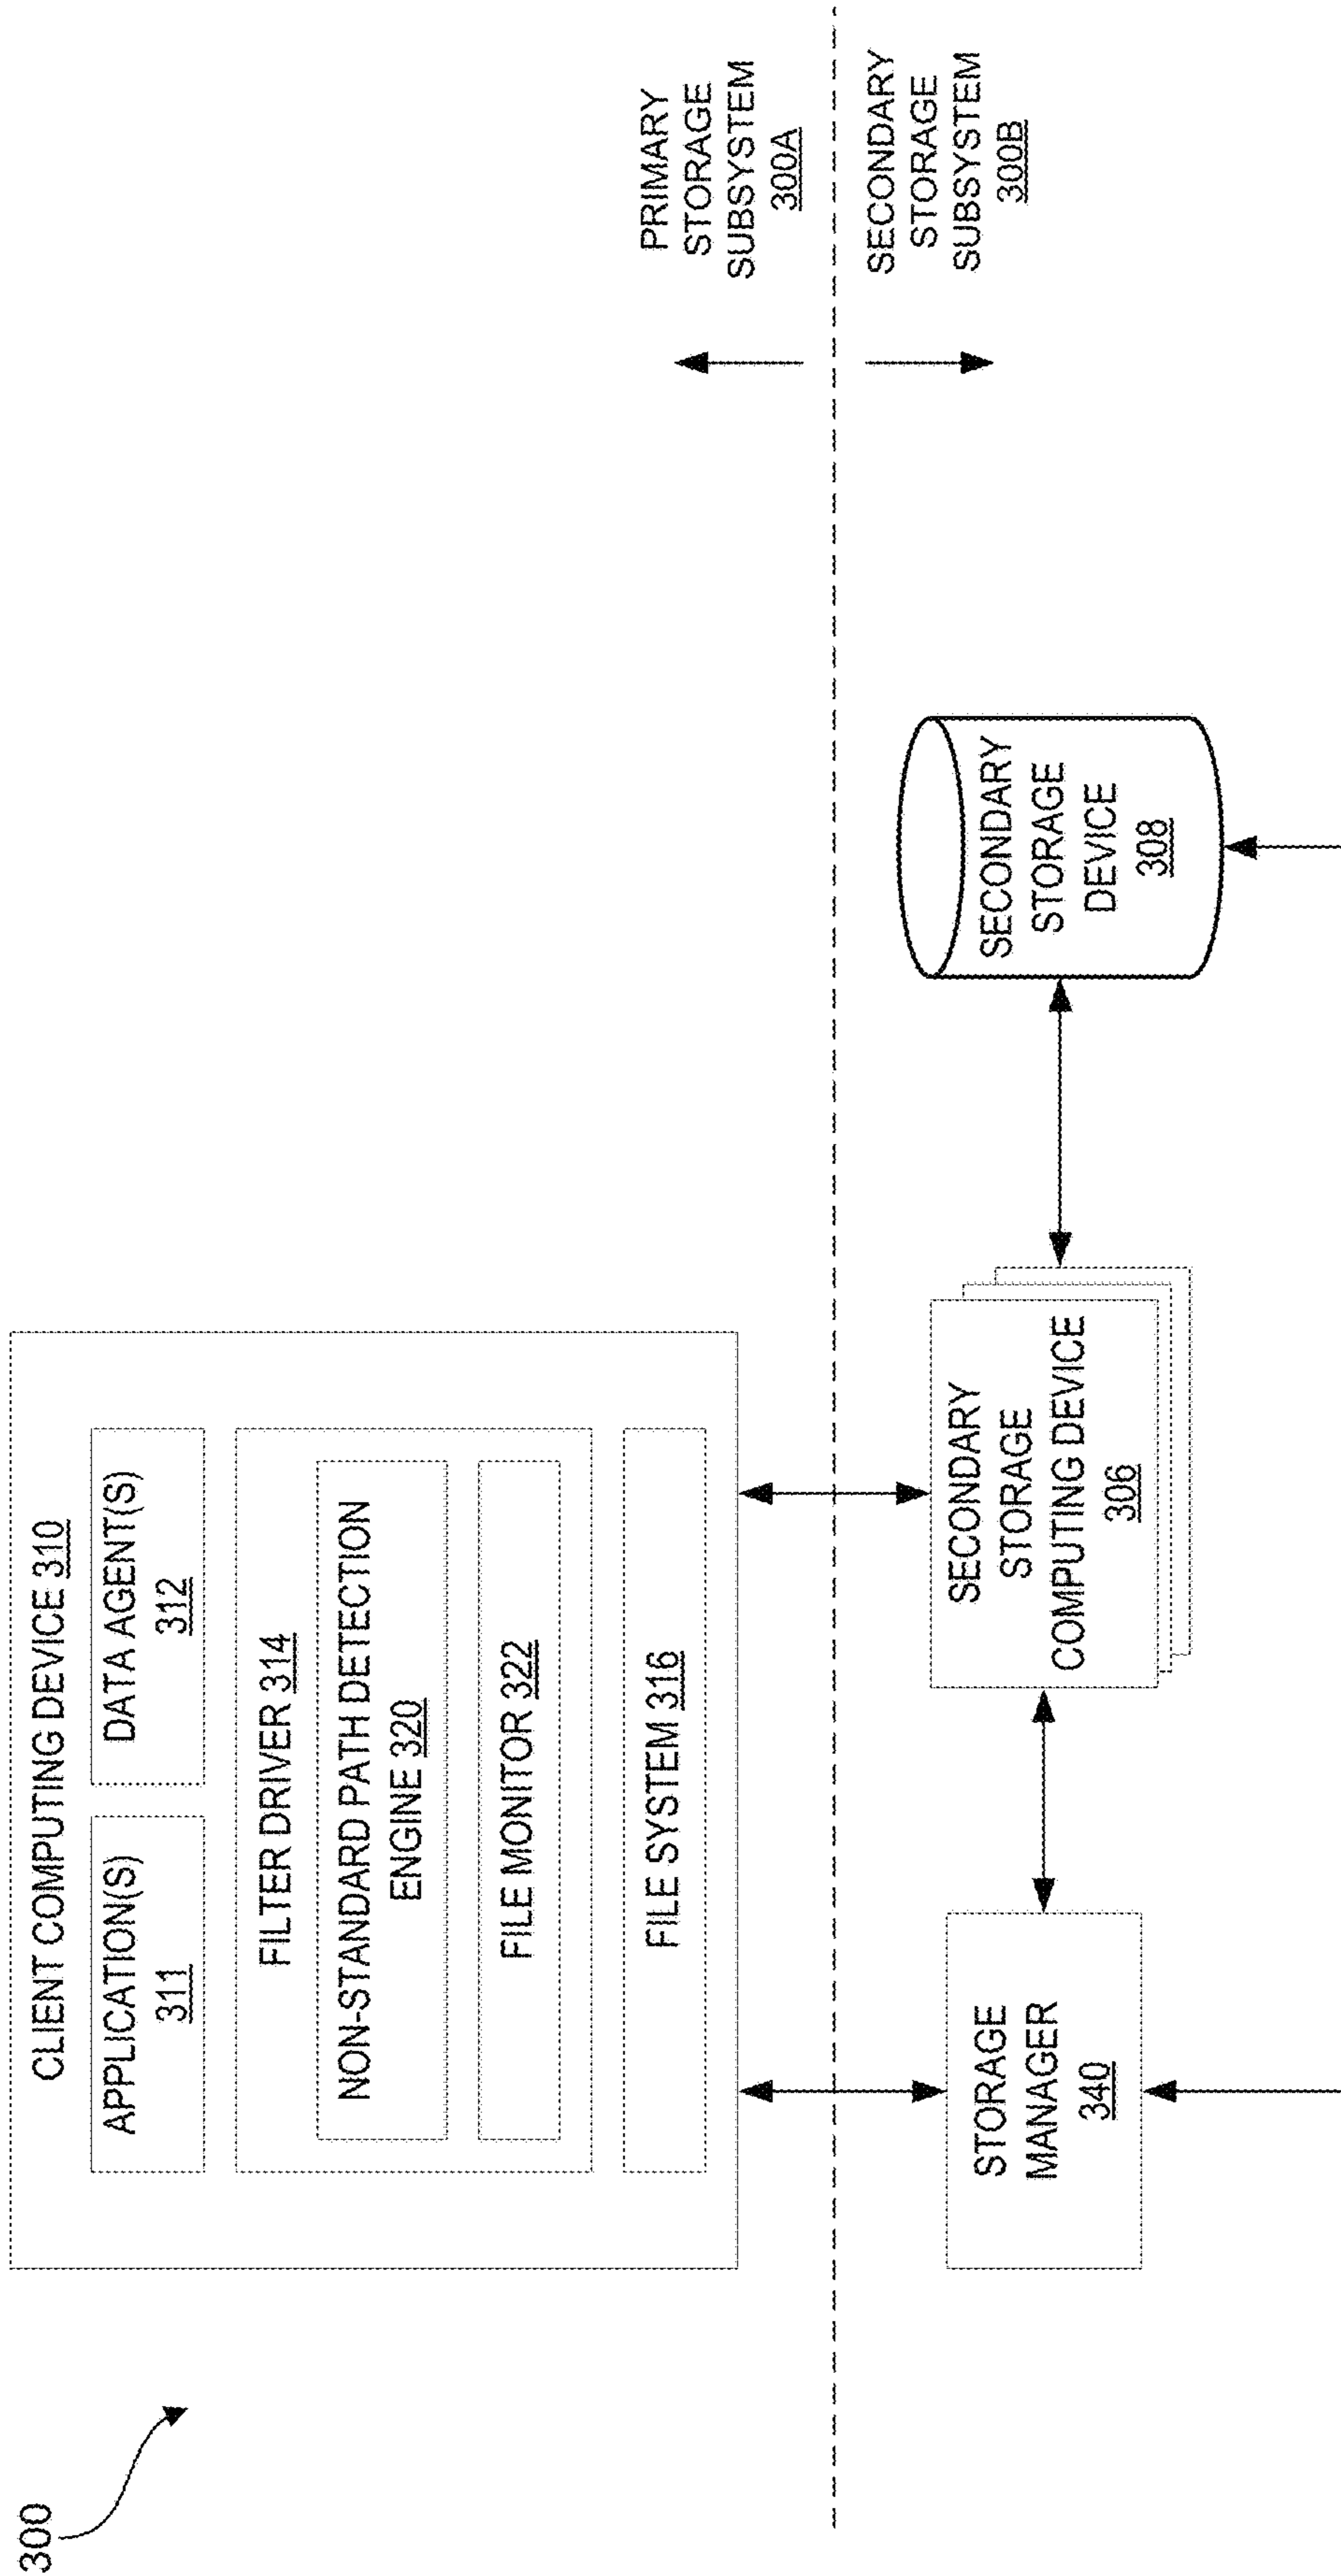 300
CLIENT COMPUTING DEVICE 310
APPLICATION(S)
311
DATA AGENT(S)
312
FILTER DRIVER 314
NON-STANDARD PATH DETECTION
ENGINE 320
FILE MONITOR 322
FILE SYSTEM 316
PRIMARY
STORAGE
SUBSYSTEM
300A
SECONDARY
STORAGE
SUBSYSTEM
300B
STORAGE
MANAGER
340
SECONDARY
STORAGE
COMPUTING DEVICE
306
SECONDARY
STORAGE
DEVICE
308